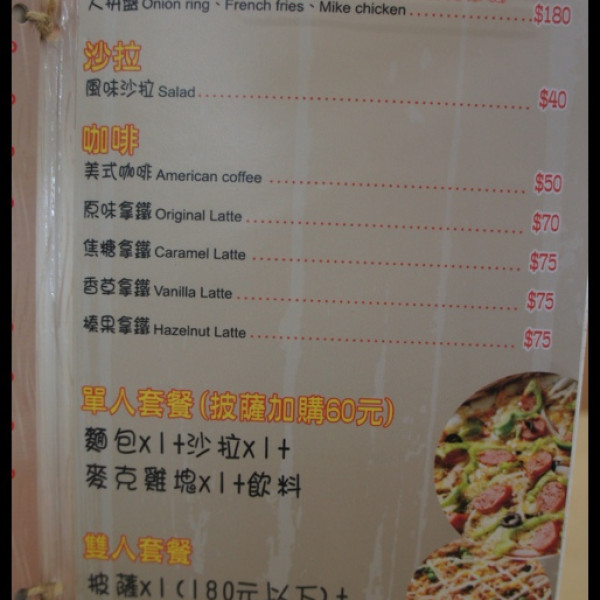 Onion ring、French fries、Mike chicken ........................$180
沙拉
風味沙拉 Salad........................$40
咖啡
美式咖啡 American coffee ........................$50
原味拿鐵 Original Latte........................$70
焦糖拿鐵 Caramel Latte ........................$75
香草拿鐵 Vanilla Latte ........................$75
榛果拿鐵 Hazelnut Latte........................$75
單人套餐(披薩加購60元)
麵包x1+沙拉x1+
麥克雞塊x1+飲料
雙人套餐
披薩x1(180元以下)+